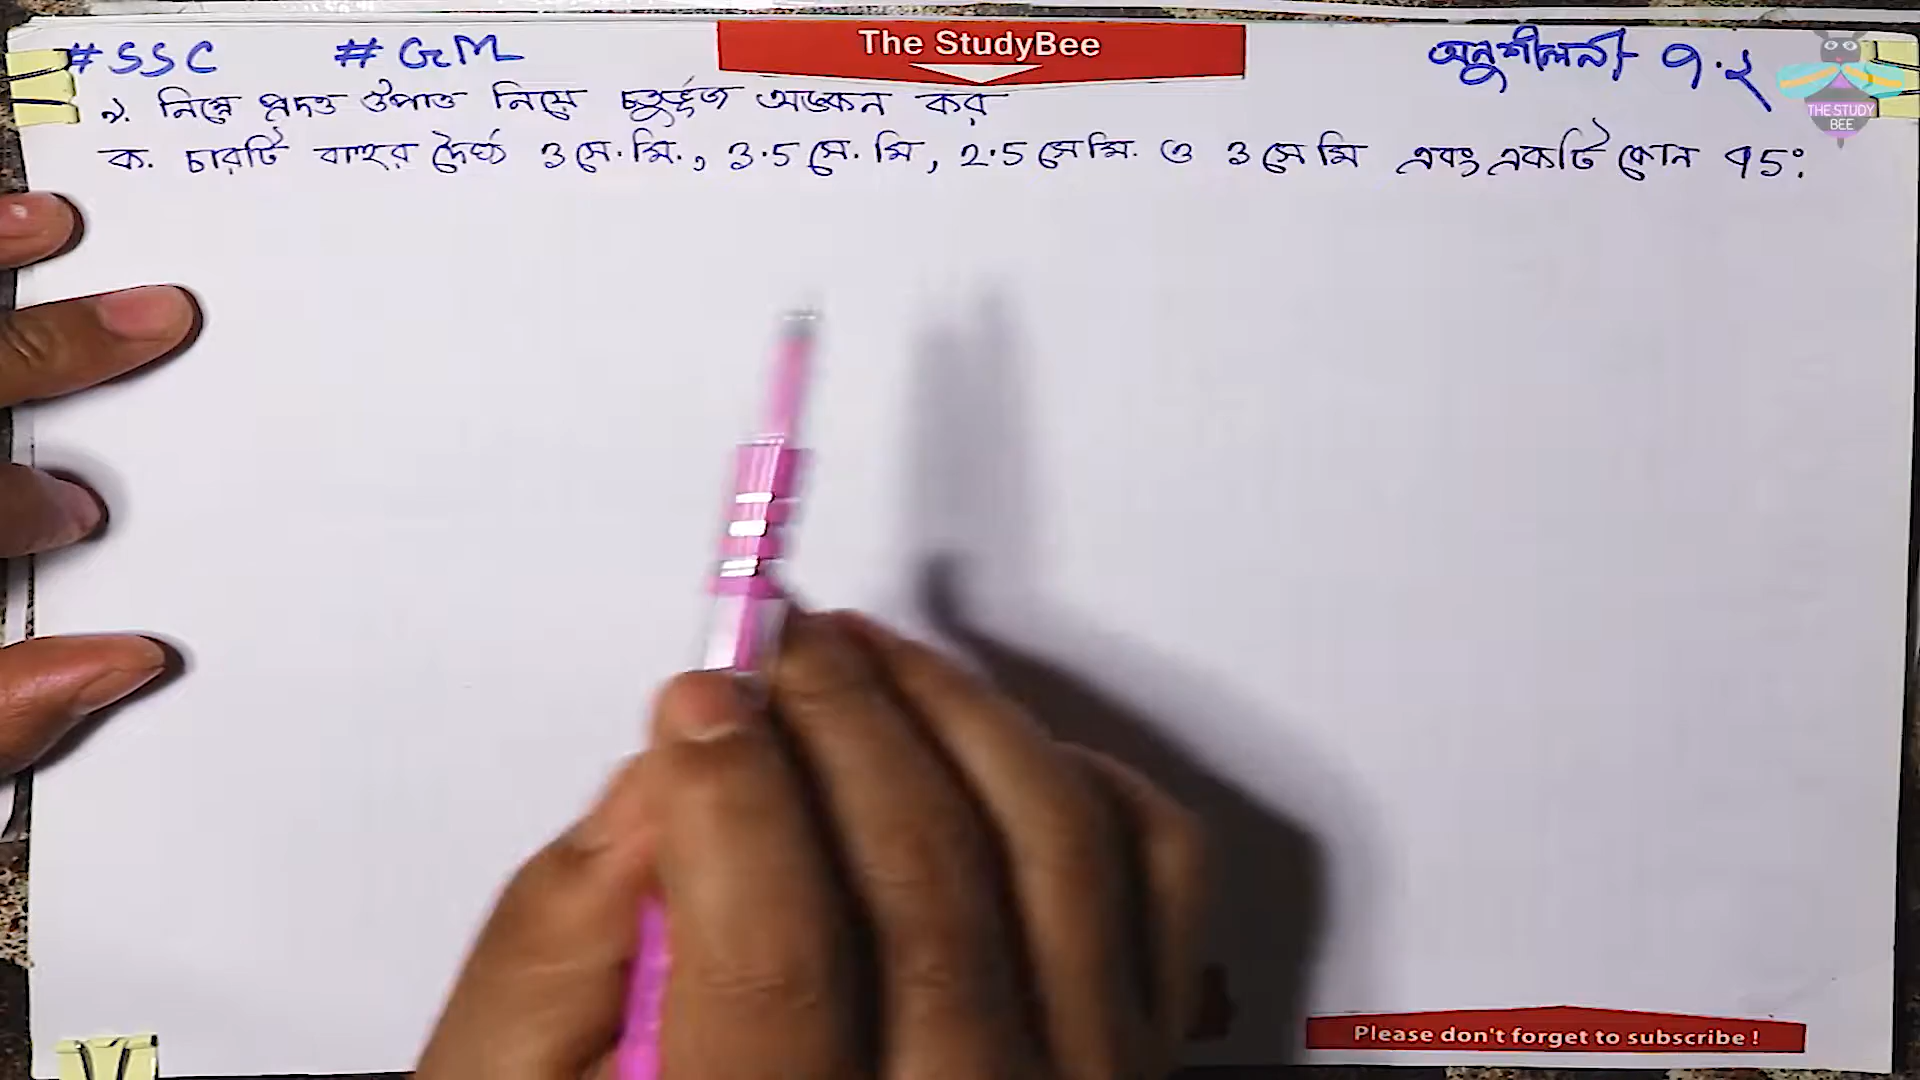 #SSC #GM
The StudyBee
অনুশীলনী ৭.২
THE STUDY
BEE
১. নিম্নে প্রদত্ত উপাত্ত নিয়ে চতুর্ভুজ অঙ্কন কর
ক. চারটি বাহুর দৈর্ঘ্য 3 সে.মি., 3.5 সে.মি, 2.5 সেমি. ও 3 সেমি এবং একটি কোন 45°
Please don't forget to subscribe !